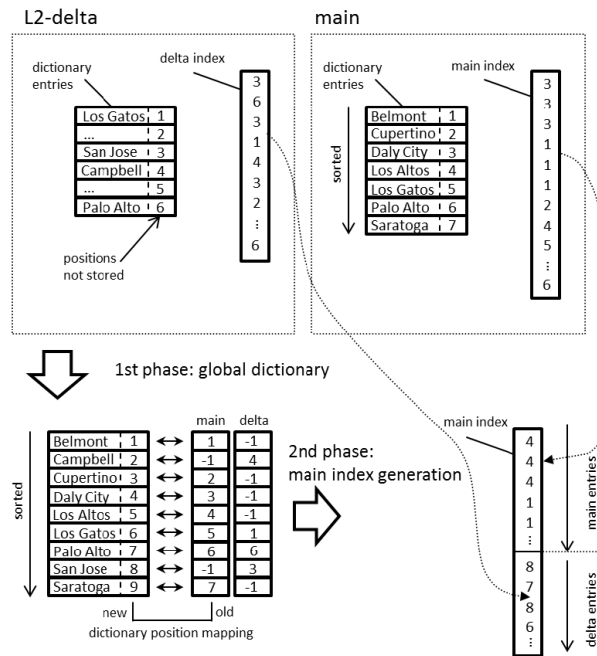 L2-delta
main
dictionary
entries
delta index
Los Gatos 1
... 2
San Jose 3
Campbell 4
... 5
Palo Alto 6
positions
not stored
3
6
3
1
4
3
2
...
6
dictionary
entries
main index
sorted
Belmont 1
Cupertino 2
Daly City 3
Los Altos 4
Los Gatos 5
Palo Alto 6
Saratoga 7
3
3
3
1
1
1
2
4
5
...
6
1st phase: global dictionary
main delta
sorted
Belmont 1 1 -1
Campbell 2 -1 4
Cupertino 3 2 -1
Daly City 4 3 -1
Los Altos 5 4 -1
Los Gatos 6 5 1
Palo Alto 7 6 6
San Jose 8 -1 3
Saratoga 9 7 -1
new old
dictionary position mapping
2nd phase:
main index generation
main index
4
4
4
1
1
...
8
7
8
6
...
main entries
delta entries